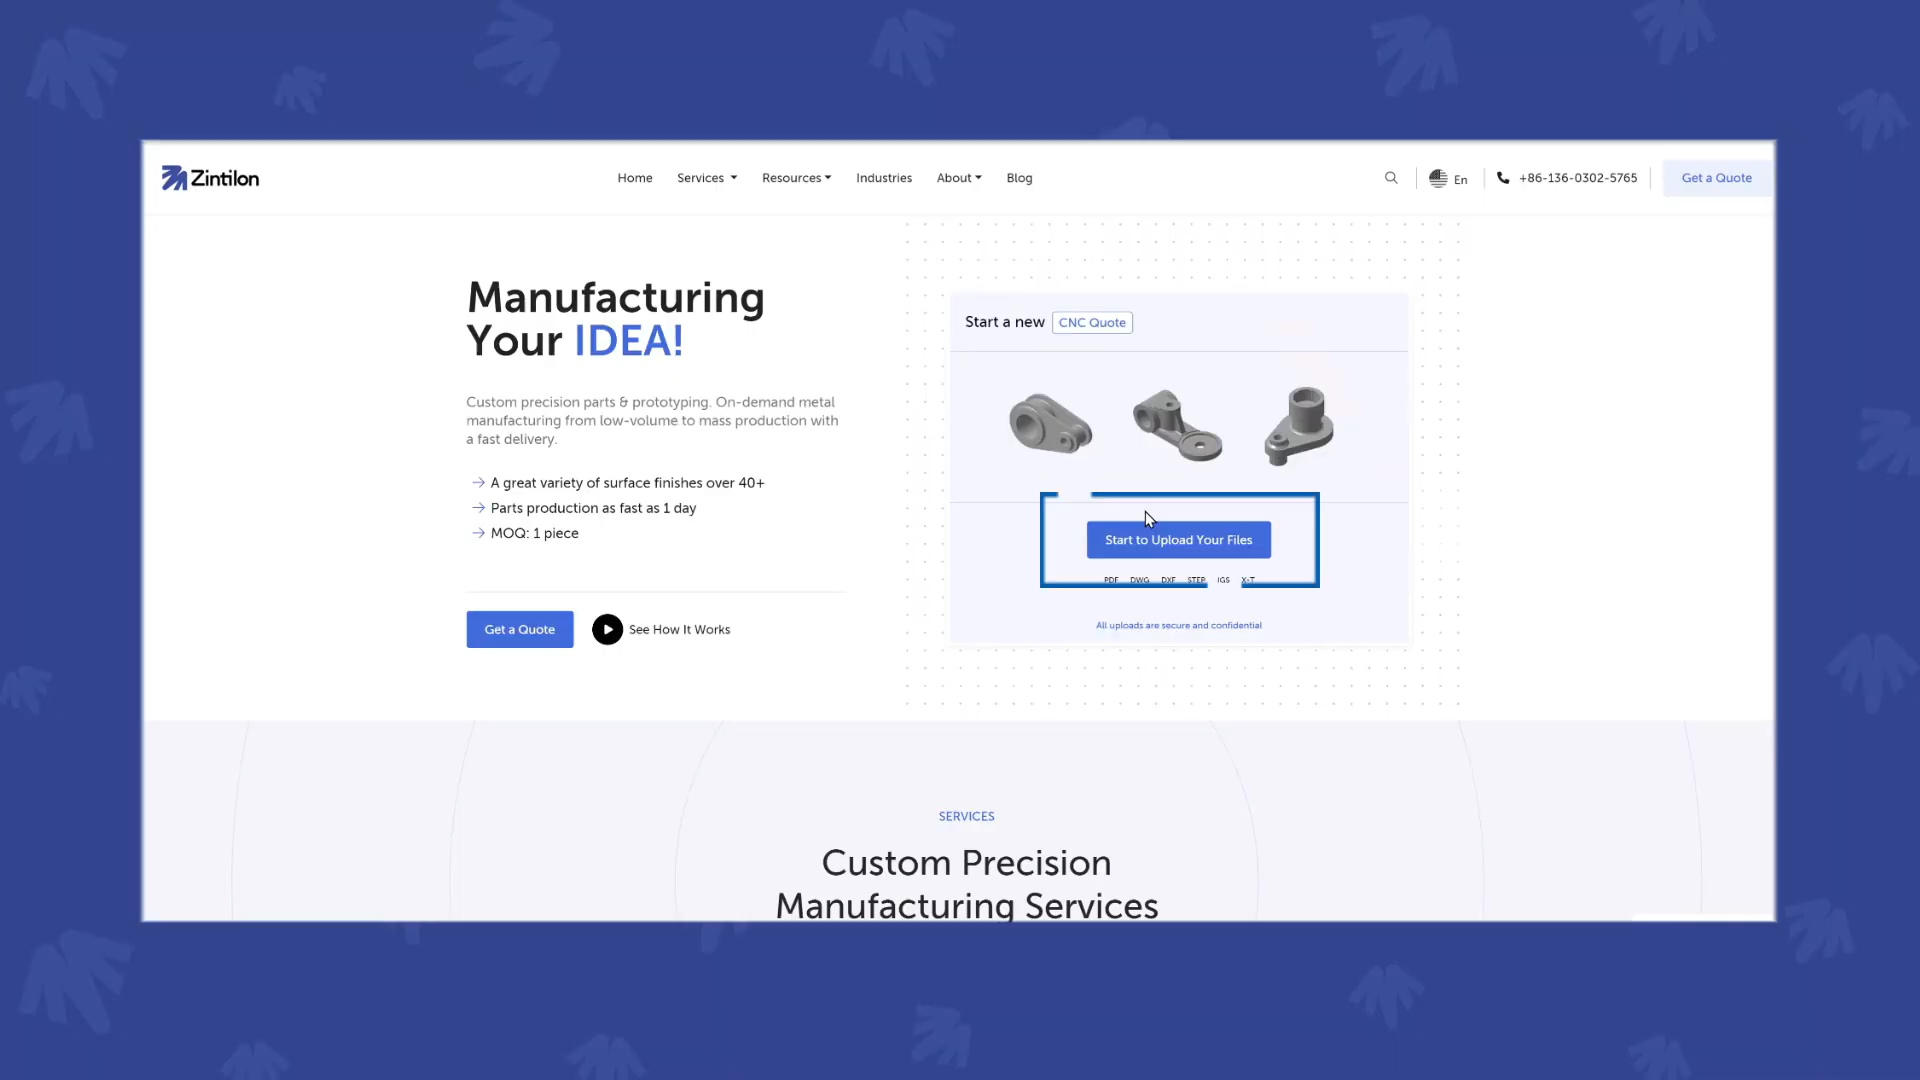 Zintilon
Home
Services
Resources
Industries
About
Blog
En
+86-136-0302-5765
Get a Quote
Manufacturing
Your IDEA!
Custom precision parts & prototyping. On-demand metal
manufacturing from low-volume to mass production with
a fast delivery.
A great variety of surface finishes over 40+
Parts production as fast as 1 day
MOQ: 1 piece
Get a Quote
See How It Works
Start a new CNC Quote
Start to Upload Your Files
PDF DWG DXF STEP IGS X-T
All uploads are secure and confidential
SERVICES
Custom Precision
Manufacturing Services